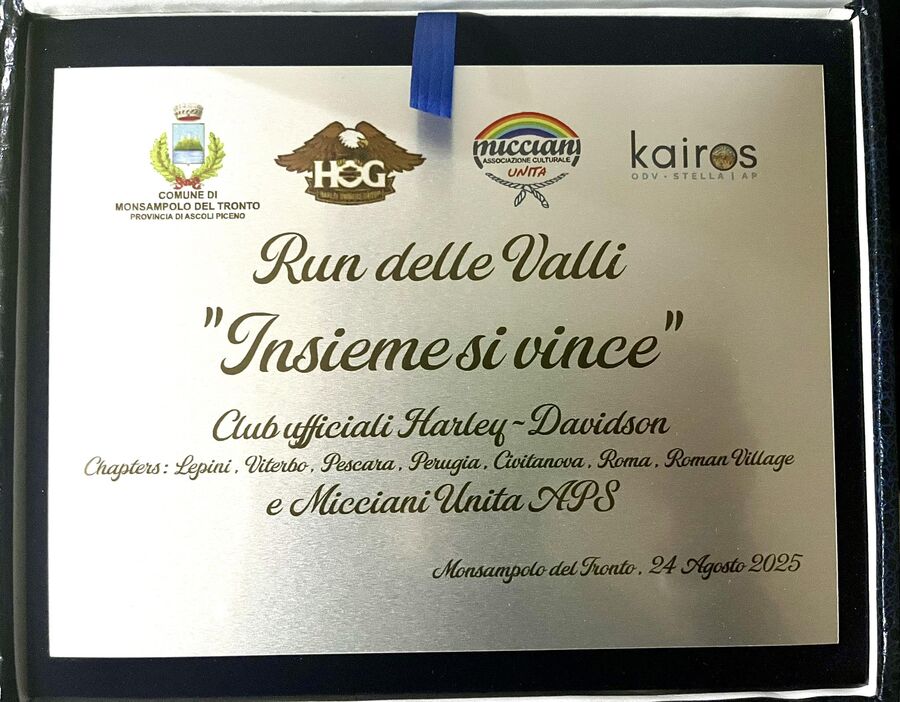 COMUNE DI
MONSAMPOLO DEL TRONTO
PROVINCIA DI ASCOLI PICENO
HOG
micciani
ASSOCIAZIONE CULTURALE
UNITA
kairos
ODV · STELLA | AP
Run delle Valli
"Insieme si vince"
Club ufficiali Harley-Davidson
Chapters: Lepini, Viterbo, Pescara, Perugia, Civitanova, Roma, Roman Village
e Micciani Unita APS
Monsampolo del Tronto, 24 Agosto 2025